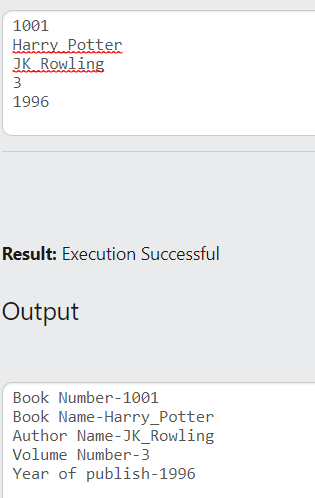 1001
Harry_Potter
JK_Rowling
3
1996
Result: Execution Successful
Output
Book Number-1001
Book Name-Harry_Potter
Author Name-JK_Rowling
Volume Number-3
Year of publish-1996